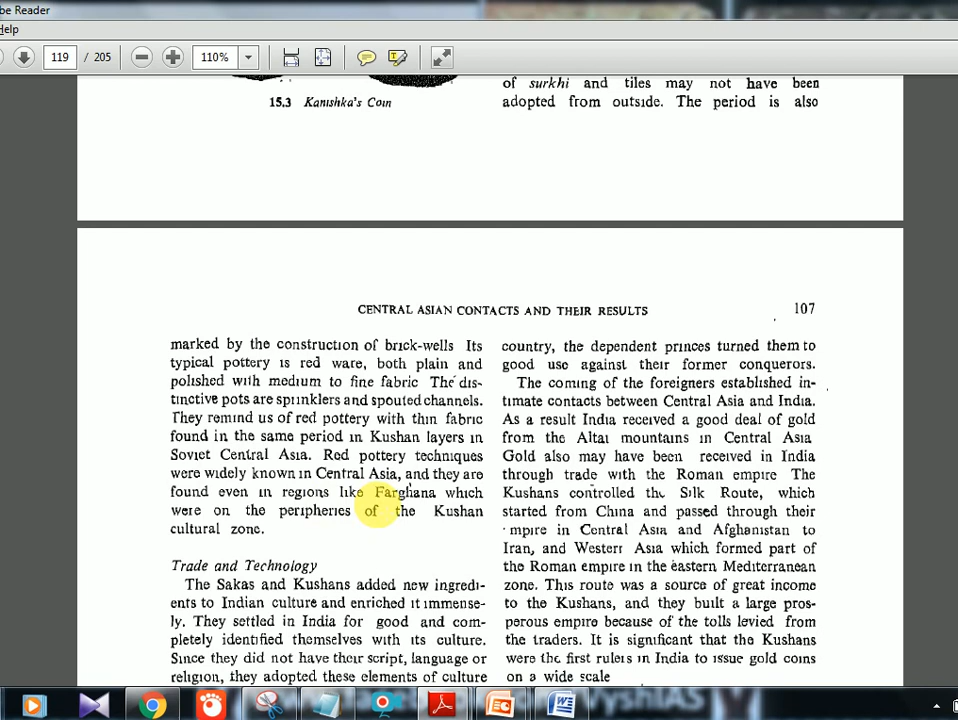 be Reader
Help
119 / 205
110%
15.3 Kanishka's Coin
of surkhi and tiles may not have been
adopted from outside. The period is also
CENTRAL ASIAN CONTACTS AND THEIR RESULTS 107
marked by the construction of brick-wells Its
typical pottery is red ware, both plain and
polished with medium to fine fabric The dis-
tinctive pots are sprinklers and spouted channels.
They remind us of red pottery with thin fabric
found in the same period in Kushan layers in
Soviet Central Asia. Red pottery techniques
were widely known in Central Asia, and they are
found even in regions like Farghana which
were on the peripheries of the Kushan
cultural zone.
Trade and Technology
The Sakas and Kushans added new ingredi-
ents to Indian culture and enriched it immense-
ly. They settled in India for good and com-
pletely identified themselves with its culture.
Since they did not have their script, language or
religion, they adopted these elements of culture
country, the dependent princes turned them to
good use against their former conquerors.
The coming of the foreigners established in-
timate contacts between Central Asia and India.
As a result India received a good deal of gold
from the Altai mountains in Central Asia
Gold also may have been received in India
through trade with the Roman empire The
Kushans controlled the Silk Route, which
started from China and passed through their
mpire in Central Asia and Afghanistan to
Iran, and Western Asia which formed part of
the Roman empire in the eastern Mediterranean
zone. This route was a source of great income
to the Kushans, and they built a large pros-
perous empire because of the tolls levied from
the traders. It is significant that the Kushans
were the first rulers in India to issue gold coins
on a wide scale
VyshIAS